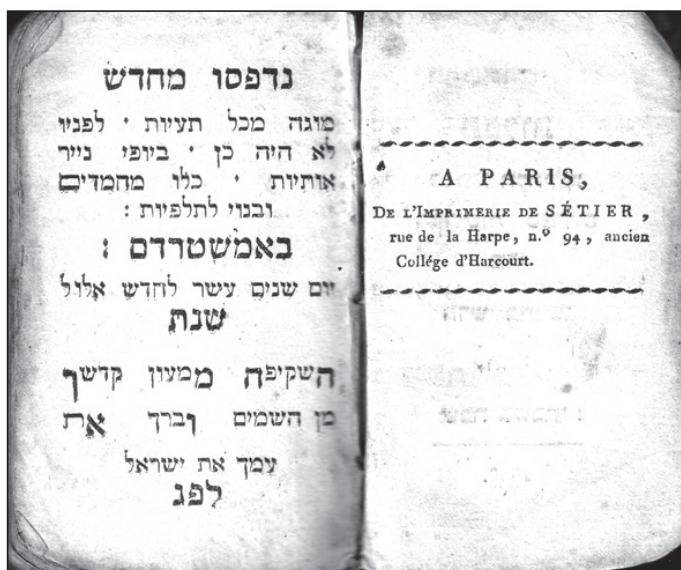 נדפסו מחדש
מוגה מכל תעיות ' לפניו
לא היה כן ' ביופי נייר
אותיות ' כלו מחמדים
ובנוי לתלפיות :
באמשטרדם :
יום שנים עשר לחדש אלול
שנת
השקיפה ממעון קדשך
מן השמים וברך את
עמך את ישראל
לפג
A PARIS,
DE L'IMPRIMERIE DE SÉTIER,
rue de la Harpe, n.º 94, ancien
Collége d'Harcourt.